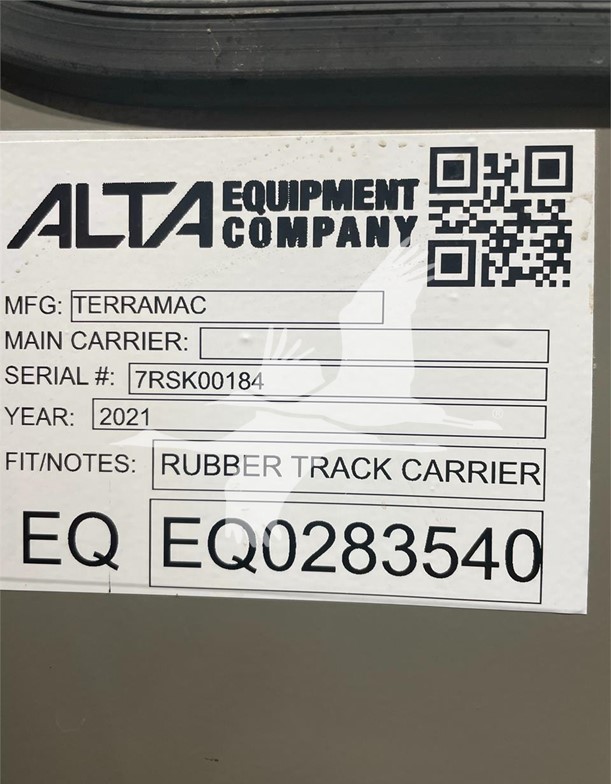 ALTA EQUIPMENT
COMPANY
MFG: TERRAMAC
MAIN CARRIER:
SERIAL #: 7RSK00184
YEAR: 2021
FIT/NOTES: RUBBER TRACK CARRIER
EQ EQ0283540
®